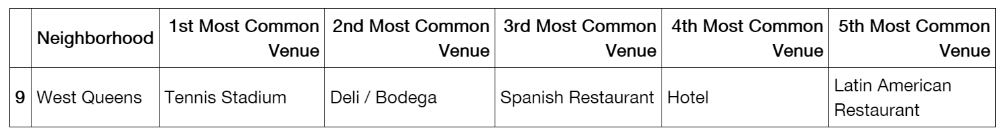 Neighborhood 1st Most Common Venue 2nd Most Common Venue 3rd Most Common Venue 4th Most Common Venue 5th Most Common Venue
9 West Queens Tennis Stadium Deli / Bodega Spanish Restaurant Hotel Latin American Restaurant